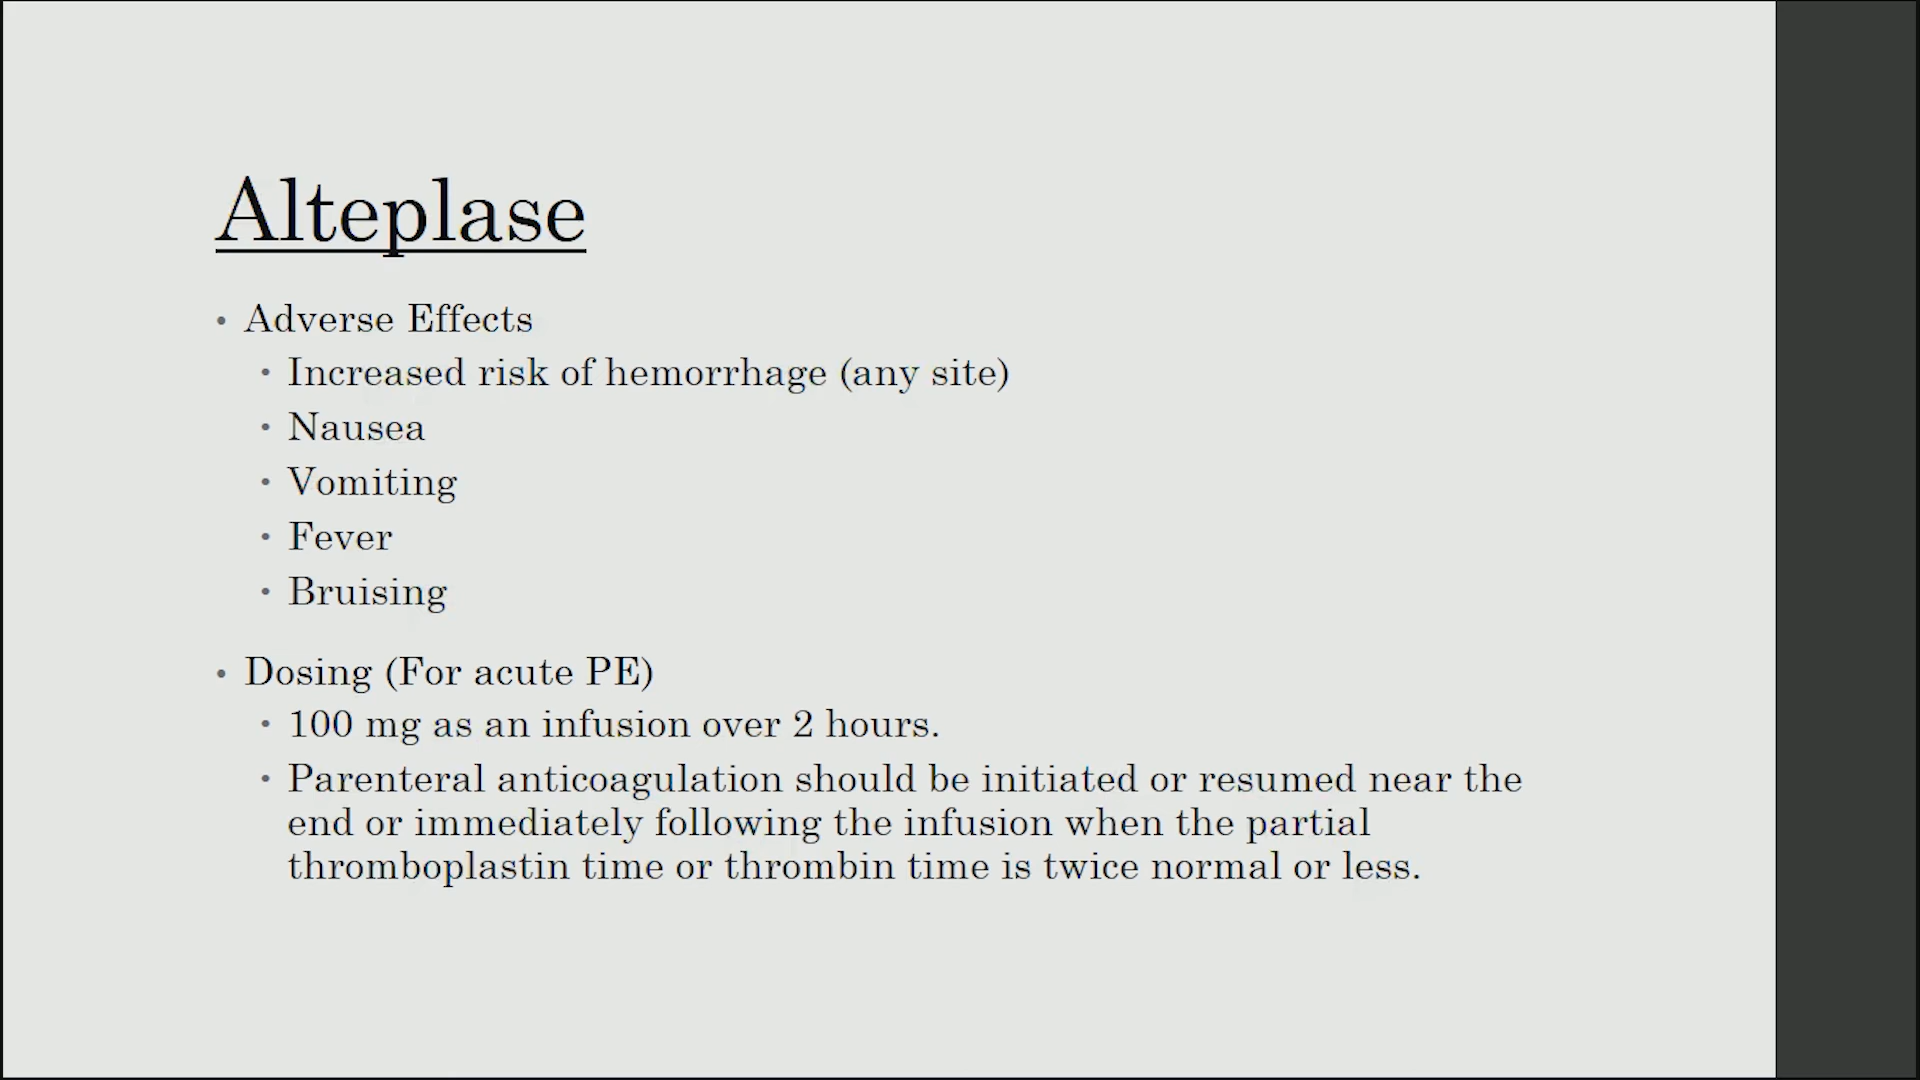 Alteplase
• Adverse Effects
• Increased risk of hemorrhage (any site)
• Nausea
• Vomiting
• Fever
• Bruising
• Dosing (For acute PE)
• 100 mg as an infusion over 2 hours.
• Parenteral anticoagulation should be initiated or resumed near the
end or immediately following the infusion when the partial
thromboplastin time or thrombin time is twice normal or less.